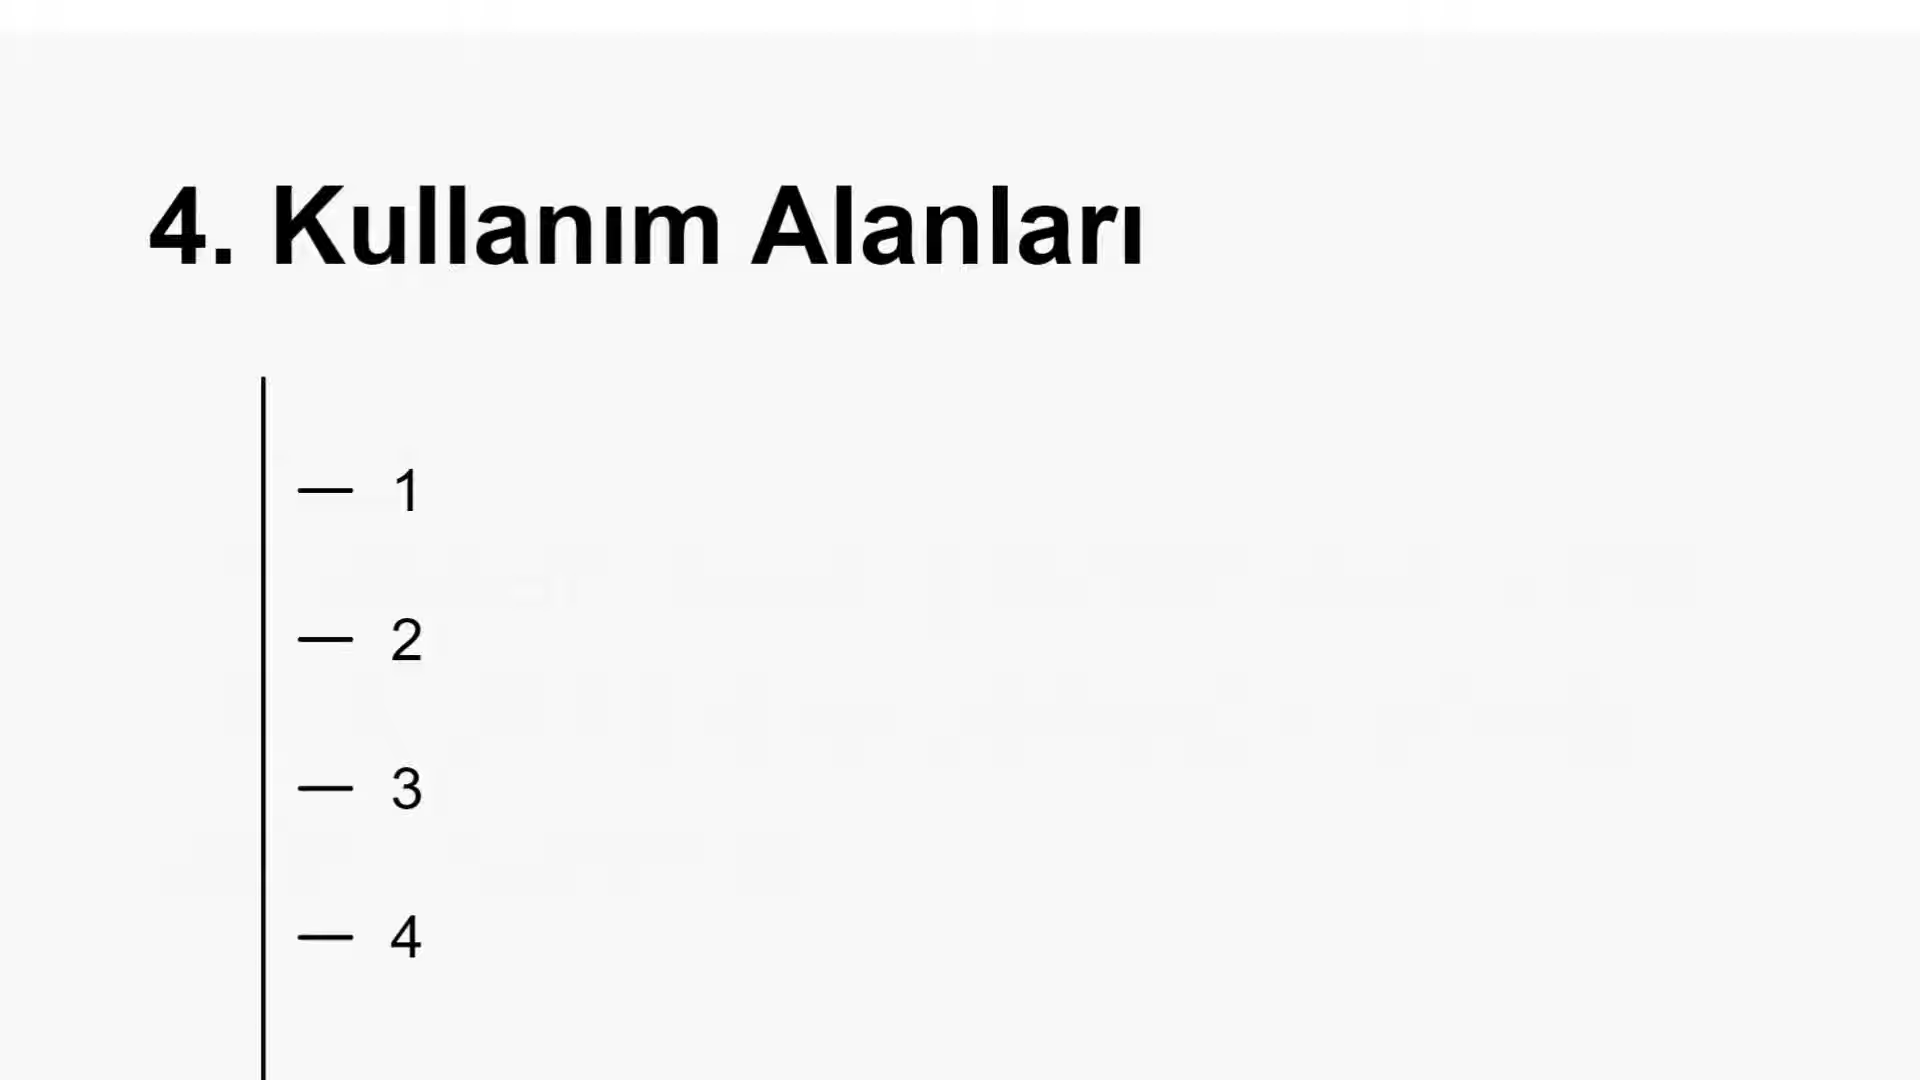 4. Kullanım Alanları
— 1
— 2
— 3
— 4